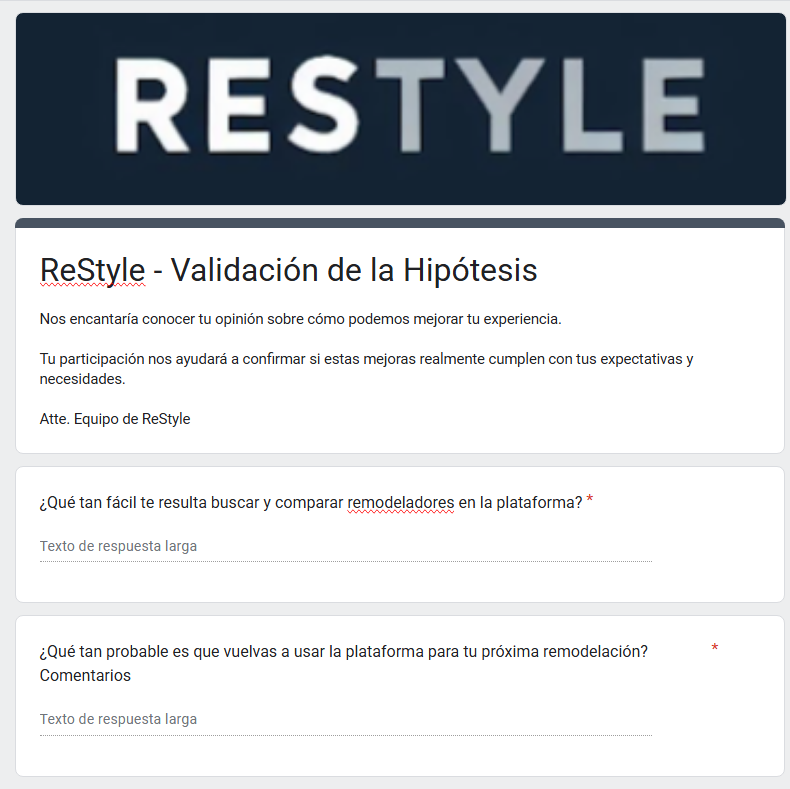 RESTYLE
ReStyle - Validación de la Hipótesis
Nos encantaría conocer tu opinión sobre cómo podemos mejorar tu experiencia.
Tu participación nos ayudará a confirmar si estas mejoras realmente cumplen con tus expectativas y
necesidades.
Atte. Equipo de ReStyle
¿Qué tan fácil te resulta buscar y comparar remodeladores en la plataforma? *
Texto de respuesta larga
¿Qué tan probable es que vuelvas a usar la plataforma para tu próxima remodelación? *
Comentarios
Texto de respuesta larga